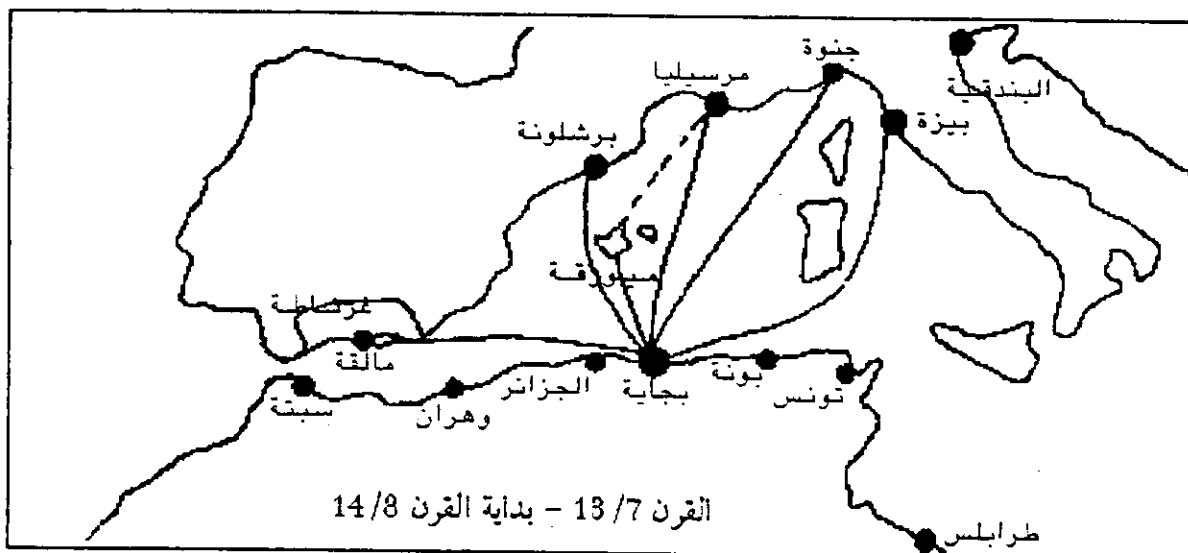 جنوة
مرسيليا
البندقية
بيزة
برشلونة
ميورقة
غرناطة
مالقة
سبتة
وهران
الجزائر
بجاية
بونة
تونس
القرن 13/7 – بداية القرن 14/8
طرابلس